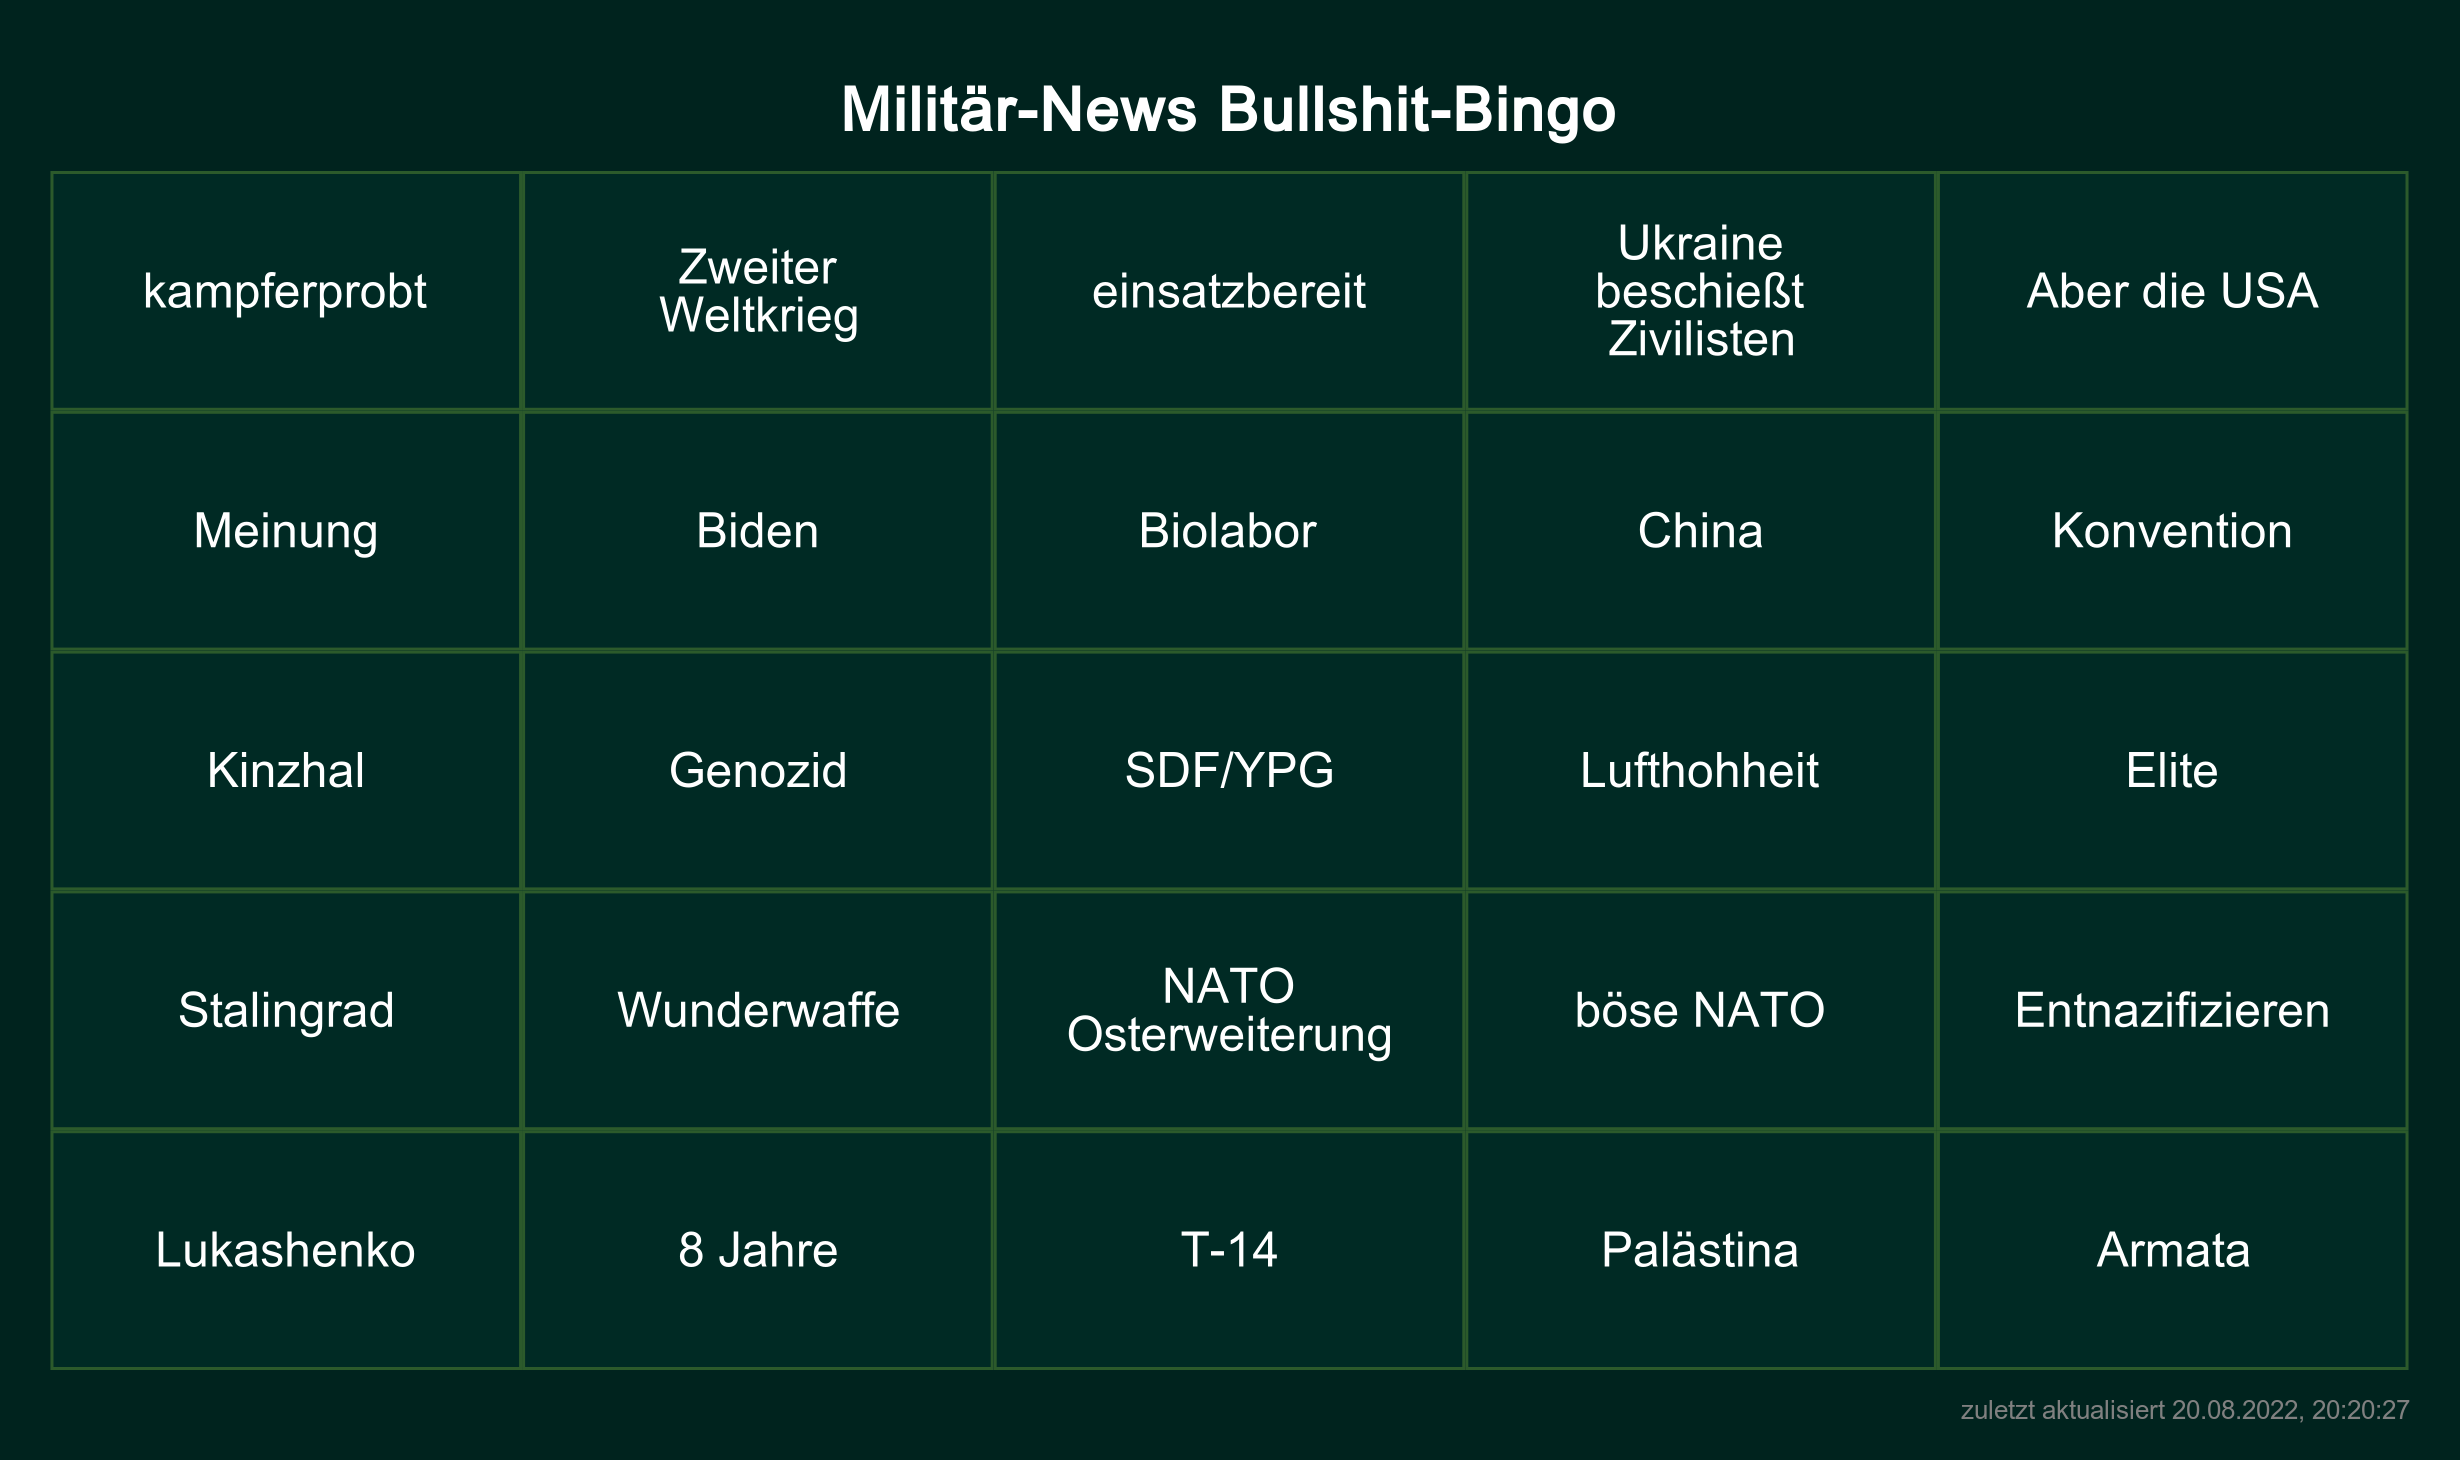 Militär-News Bullshit-Bingo
kampferprobt
Zweiter
Weltkrieg
einsatzbereit
Ukraine
beschießt
Zivilisten
Aber die USA
Meinung
Biden
Biolabor
China
Konvention
Kinzhal
Genozid
SDF/YPG
Lufthohheit
Elite
Stalingrad
Wunderwaffe
NATO
Osterweiterung
böse NATO
Entnazifizieren
Lukashenko
8 Jahre
T-14
Palästina
Armata
zuletzt aktualisiert 20.08.2022, 20:20:27